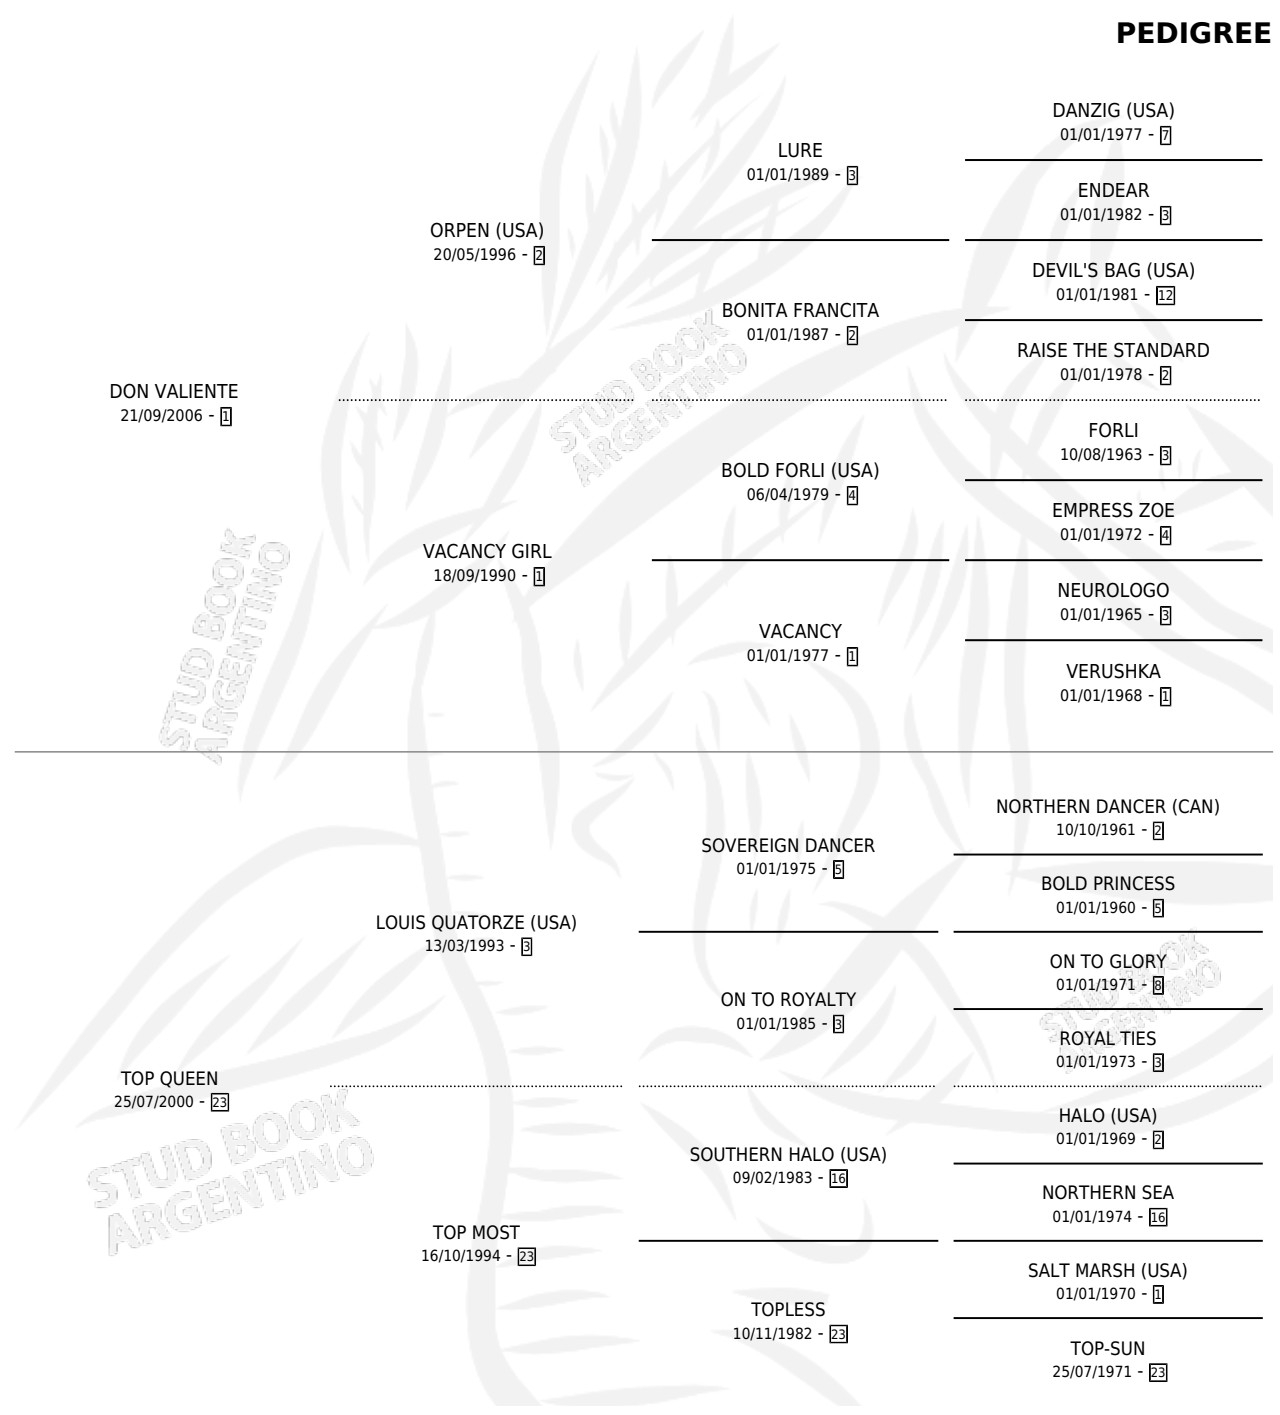 PEDIGREE
DANZIG (USA)
01/01/1977 - 7
LURE
01/01/1989 - 3
ENDEAR
01/01/1982 - 3
ORPEN (USA)
20/05/1996 - 2
DEVIL'S BAG (USA)
01/01/1981 - 12
BONITA FRANCITA
01/01/1987 - 2
RAISE THE STANDARD
01/01/1978 - 2
DON VALIENTE
21/09/2006 - 1
FORLI
10/08/1963 - 3
BOLD FORLI (USA)
06/04/1979 - 4
EMPRESS ZOE
01/01/1972 - 4
VACANCY GIRL
18/09/1990 - 1
NEUROLOGO
01/01/1965 - 3
VACANCY
01/01/1977 - 1
VERUSHKA
01/01/1968 - 1
NORTHERN DANCER (CAN)
10/10/1961 - 2
SOVEREIGN DANCER
01/01/1975 - 5
BOLD PRINCESS
01/01/1960 - 5
LOUIS QUATORZE (USA)
13/03/1993 - 3
ON TO GLORY
01/01/1971 - 8
ON TO ROYALTY
01/01/1985 - 3
ROYAL TIES
01/01/1973 - 3
TOP QUEEN
25/07/2000 - 23
HALO (USA)
01/01/1969 - 2
SOUTHERN HALO (USA)
09/02/1983 - 16
NORTHERN SEA
01/01/1974 - 16
TOP MOST
16/10/1994 - 23
SALT MARSH (USA)
01/01/1970 - 1
TOPLESS
10/11/1982 - 23
TOP-SUN
25/07/1971 - 23
STUD BOOK
ARGENTINO
STUD BOOK
ARGENTINO
STUD BOOK
ARGENTINO
STUD BOOK
ARGENTINO